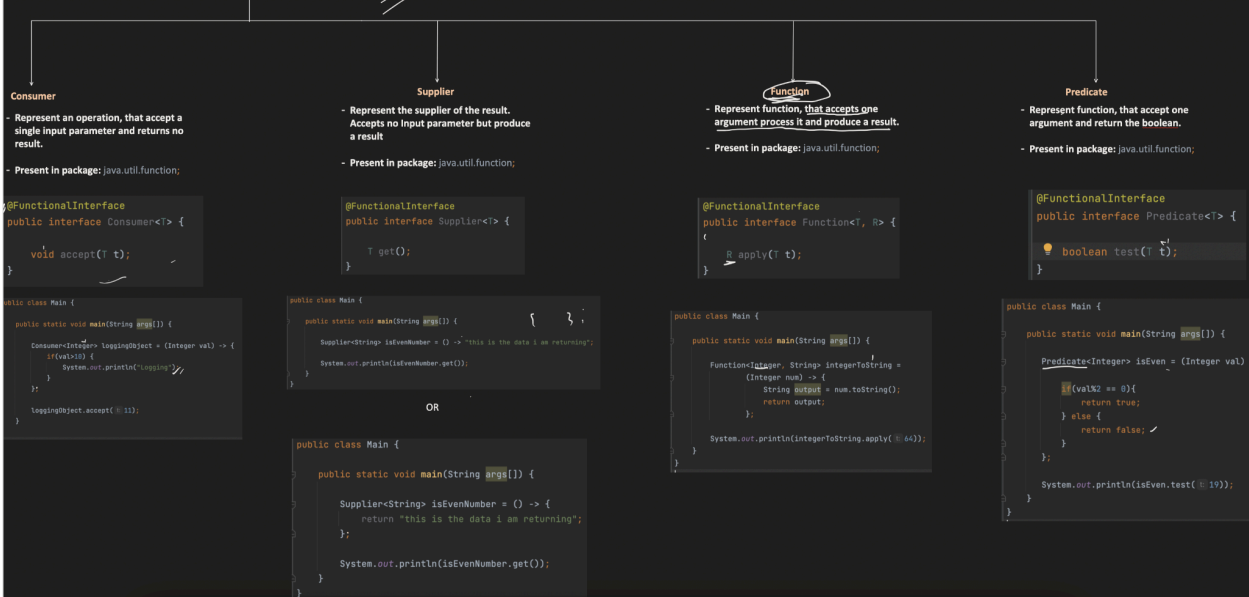 Consumer
- Represent an operation, that accept a
single input parameter and returns no
result.
- Present in package: java.util.function;
@FunctionalInterface
public interface Consumer<T> {
void accept(T t);
}
public class Main {
public static void main(String args[]) {
Consumer<Integer> loggingObject = (Integer val) -> {
if(val>10) {
System.out.println("Logging");
}
};
loggingObject.accept( t: 11);
}
Supplier
- Represent the supplier of the result.
Accepts no Input parameter but produce
a result
- Present in package: java.util.function;
@FunctionalInterface
public interface Supplier<T> {
T get();
}
public class Main {
public static void main(String args[]) {
Supplier<String> isEvenNumber = () -> "this is the data i am returning";
System.out.println(isEvenNumber.get());
}
}
{ } ;
OR
public class Main {
public static void main(String args[]) {
Supplier<String> isEvenNumber = () -> {
return "this is the data i am returning";
};
System.out.println(isEvenNumber.get());
}
}
Function
- Represent function, that accepts one
argument process it and produce a result.
- Present in package: java.util.function;
@FunctionalInterface
public interface Function<T, R> {
R apply(T t);
}
public class Main {
public static void main(String args[]) {
Function<Integer, String> integerToString =
(Integer num) -> {
String output = num.toString();
return output;
};
System.out.println(integerToString.apply( t: 64));
}
}
Predicate
- Represent function, that accept one
argument and return the boolean.
- Present in package: java.util.function;
@FunctionalInterface
public interface Predicate<T> {
boolean test(T t);
}
public class Main {
public static void main(String args[]) {
Predicate<Integer> isEven = (Integer val)
if(val%2 == 0){
return true;
} else {
return false;
}
};
System.out.println(isEven.test( t: 19));
}
}